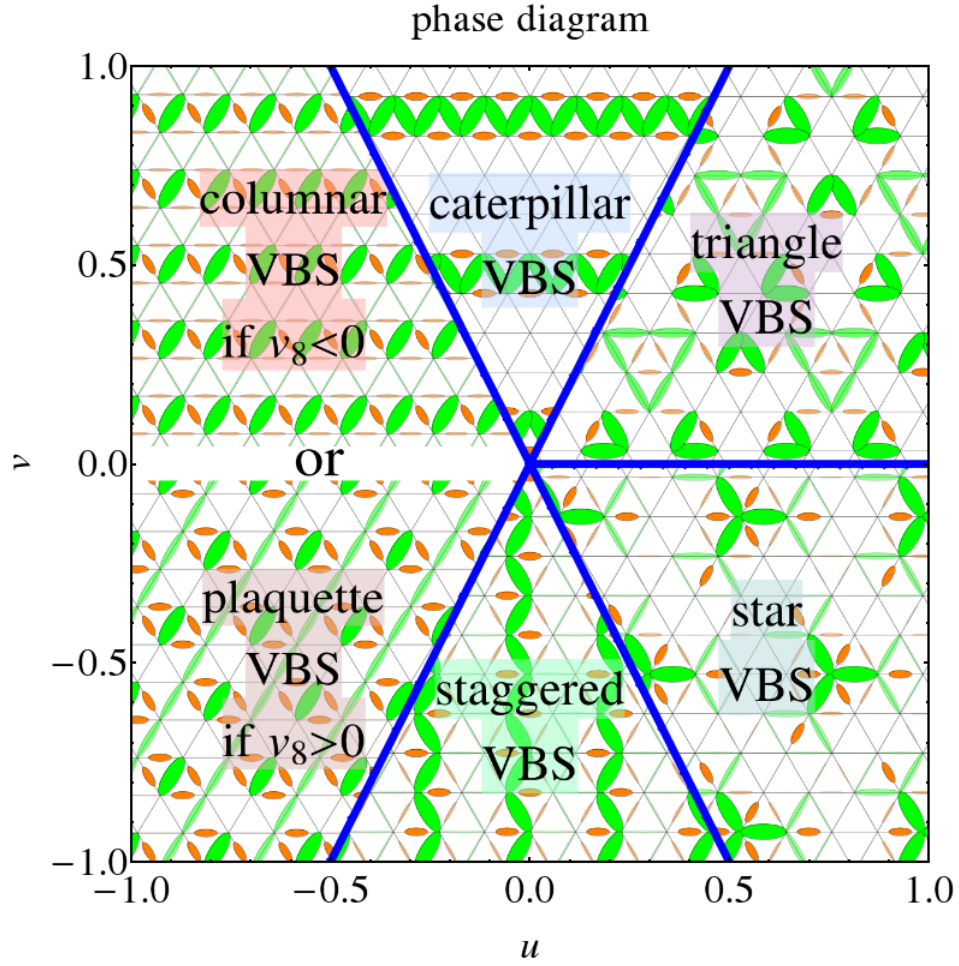 phase diagram
1.0
columnar
VBS
if v₈<0
caterpillar
VBS
triangle
VBS
0.5
v
0.0
or
plaquette
VBS
if v₈>0
staggered
VBS
star
VBS
−0.5
−1.0
−1.0
−0.5
0.0
0.5
1.0
u